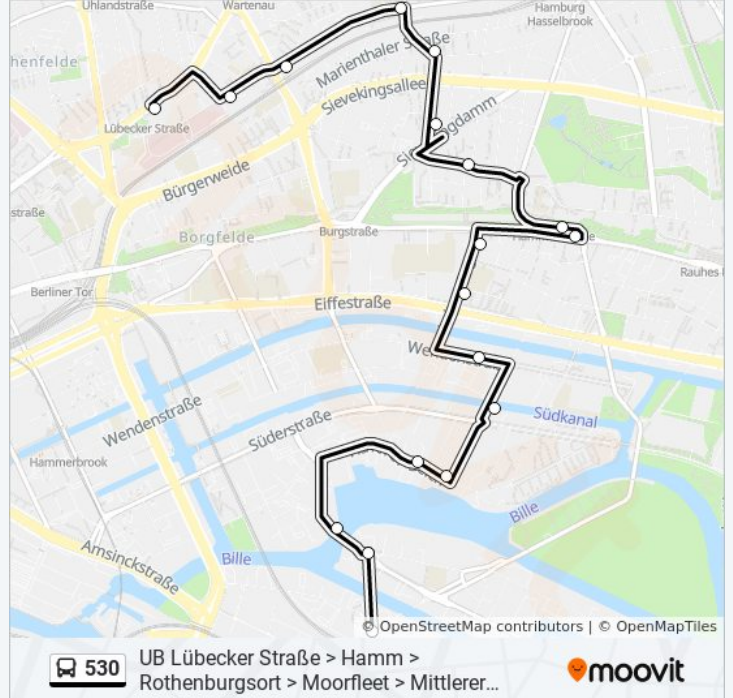 Uhlandstraße
Wartenau
Hamburg
Hasselbrook
henfelde
Marienthaler Straße
Sievekingsallee
Lübecker Straße
Bürgerweide
straße
Borgfelde
Burgstraße
Rauhes
Berliner Tor
Eiffestraße
Wendenstraße
Südkanal
Süderstraße
Hammerbrook
Bille
Amsinckstraße
Bille
© OpenStreetMap contributors | © OpenMapTiles
530
UB Lübecker Straße > Hamm >
Rothenburgsort > Moorfleet > Mittlerer...
moovit